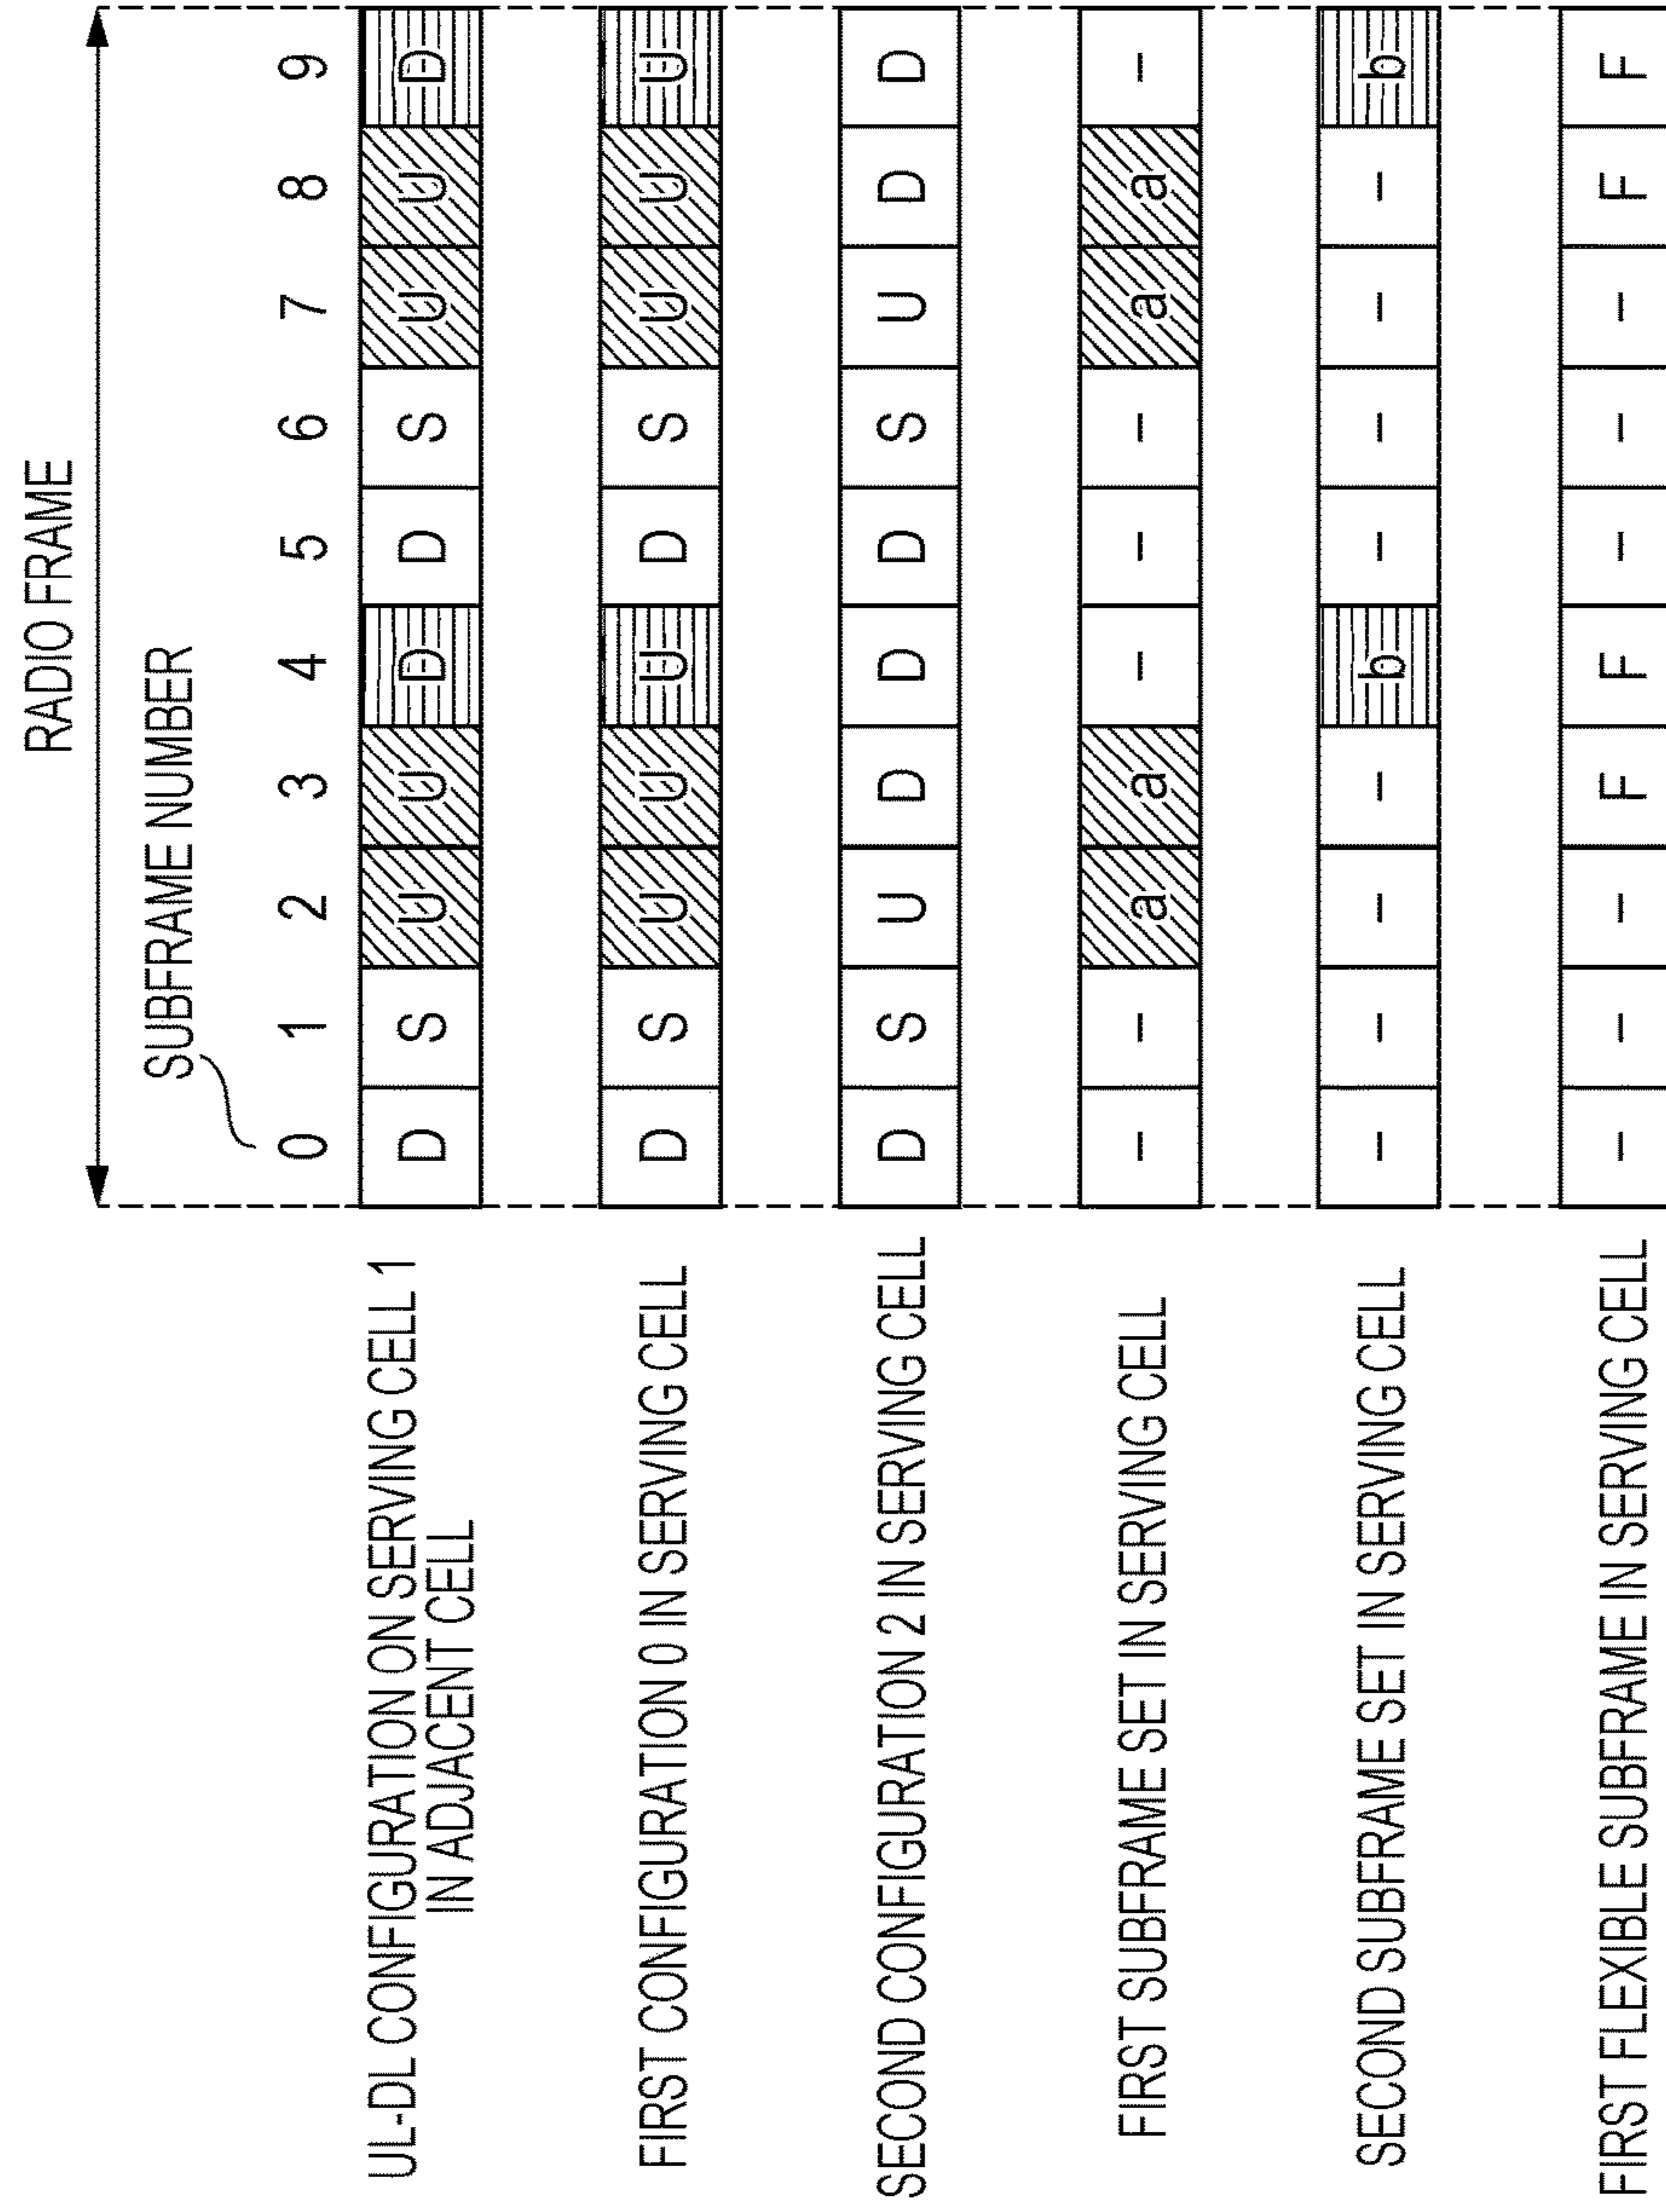 RADIO FRAME
SUBFRAME NUMBER
0 1 2 3 4 5 6 7 8 9
UL-DL CONFIGURATION ON SERVING CELL 1
IN ADJACENT CELL
D S U U D D S U U D
FIRST CONFIGURATION 0 IN SERVING CELL
D S U U U D S U U U
SECOND CONFIGURATION 2 IN SERVING CELL
D S U D D D S U D D
FIRST SUBFRAME SET IN SERVING CELL
– – a a – – – a a –
SECOND SUBFRAME SET IN SERVING CELL
– – – – b – – – – b
FIRST FLEXIBLE SUBFRAME IN SERVING CELL
– – – F F – – – F F